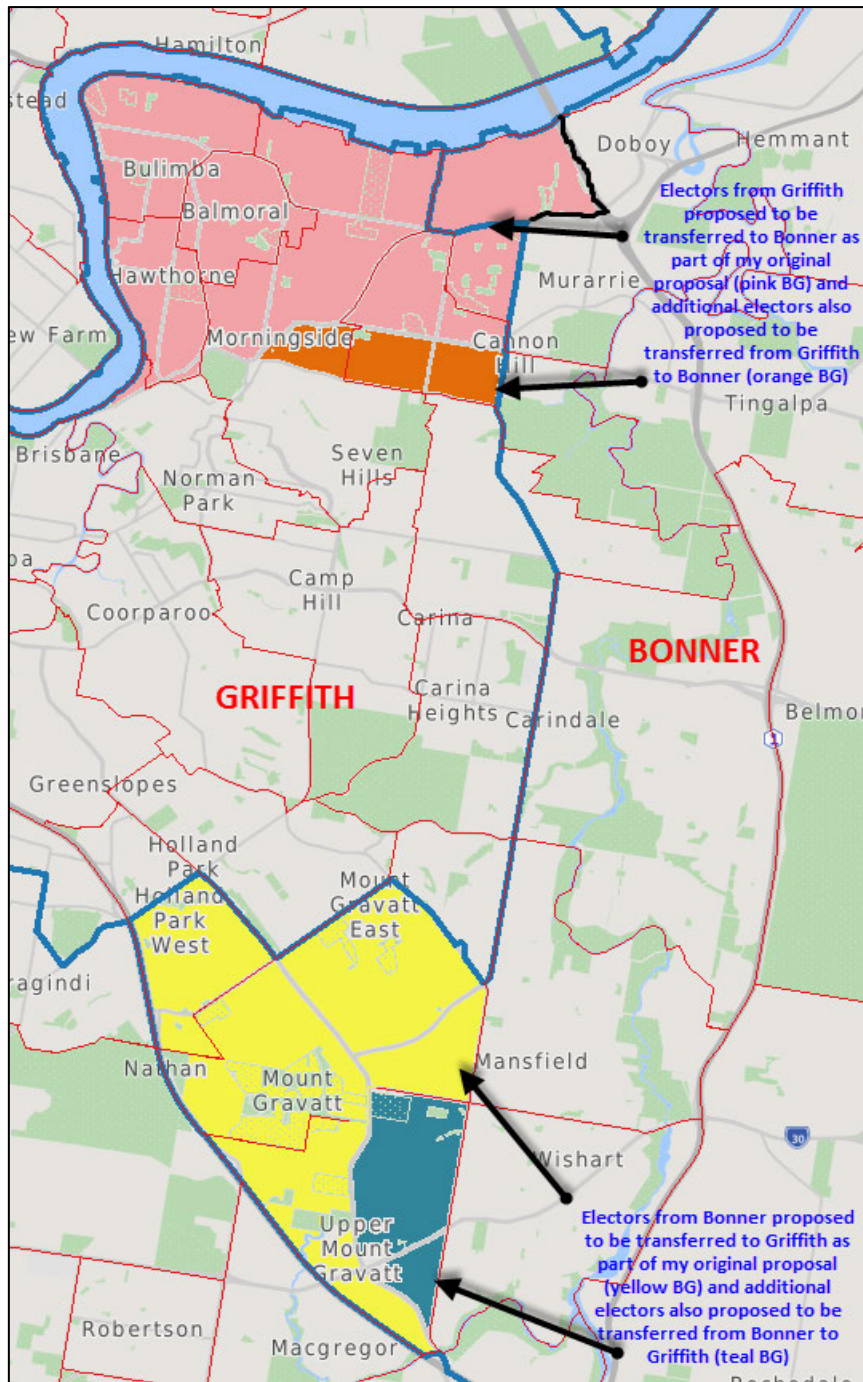 Hamilton
stead
Doboy
Hemmant
Bulimba
Balmoral
Electors from Griffith
proposed to be
transferred to Bonner as
part of my original
proposal (pink BG) and
additional electors also
proposed to be
transferred from Griffith
to Bonner (orange BG)
Hawthorne
Murarrie
ew Farm
Morningside
Cannon
Hill
Tingalpa
Brisbane
Seven
Hills
Norman
Park
ba
Camp
Hill
Coorparoo
Carina
BONNER
GRIFFITH
Carina
Heights
Carindale
Belmon
1
Greenslopes
Holland
Park
Holland
Park
West
Mount
Gravatt
East
ragindi
Nathan
Mansfield
Mount
Gravatt
30
Wishart
Upper
Mount
Gravatt
Electors from Bonner proposed
to be transferred to Griffith as
part of my original proposal
(yellow BG) and additional
electors also proposed to be
transferred from Bonner to
Griffith (teal BG)
Robertson
Macgregor